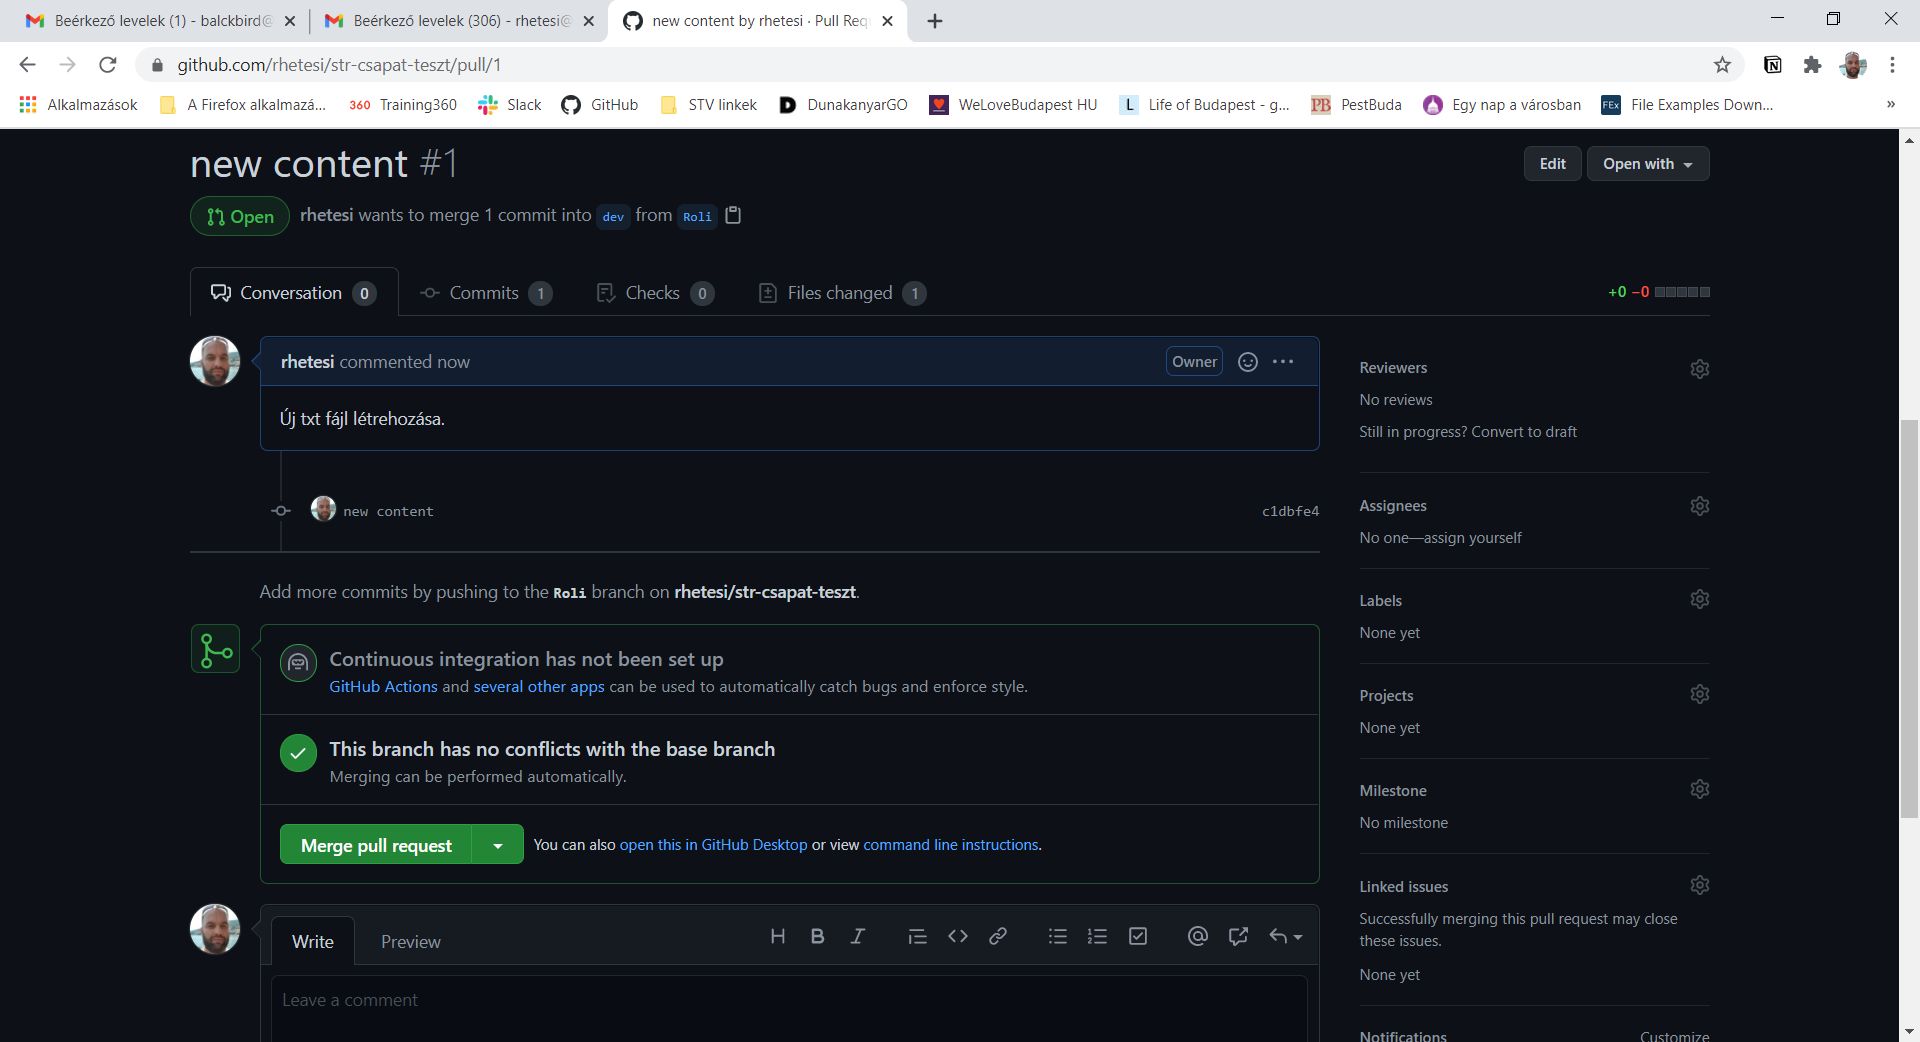 Beérkező levelek (1) - balckbird@
Beérkező levelek (306) - rhetesi@
new content by rhetesi · Pull Req
github.com/rhetesi/str-csapat-teszt/pull/1
Alkalmazások
A Firefox alkalmazá...
360 Training360
Slack
GitHub
STV linkek
D DunakanyarGO
WeLoveBudapest HU
L Life of Budapest - g...
PB PestBuda
Egy nap a városban
FEx File Examples Down...
»
new content #1
Edit
Open with
Open
rhetesi wants to merge 1 commit into dev from Roli
Conversation 0
Commits 1
Checks 0
Files changed 1
+0 −0
rhetesi commented now
Owner
Új txt fájl létrehozása.
new content
c1dbfe4
Add more commits by pushing to the Roli branch on rhetesi/str-csapat-teszt.
Continuous integration has not been set up
GitHub Actions and several other apps can be used to automatically catch bugs and enforce style.
This branch has no conflicts with the base branch
Merging can be performed automatically.
Merge pull request
You can also open this in GitHub Desktop or view command line instructions.
Write
Preview
Leave a comment
Reviewers
No reviews
Still in progress? Convert to draft
Assignees
No one—assign yourself
Labels
None yet
Projects
None yet
Milestone
No milestone
Linked issues
Successfully merging this pull request may close
these issues.
None yet
Notifications
Customize